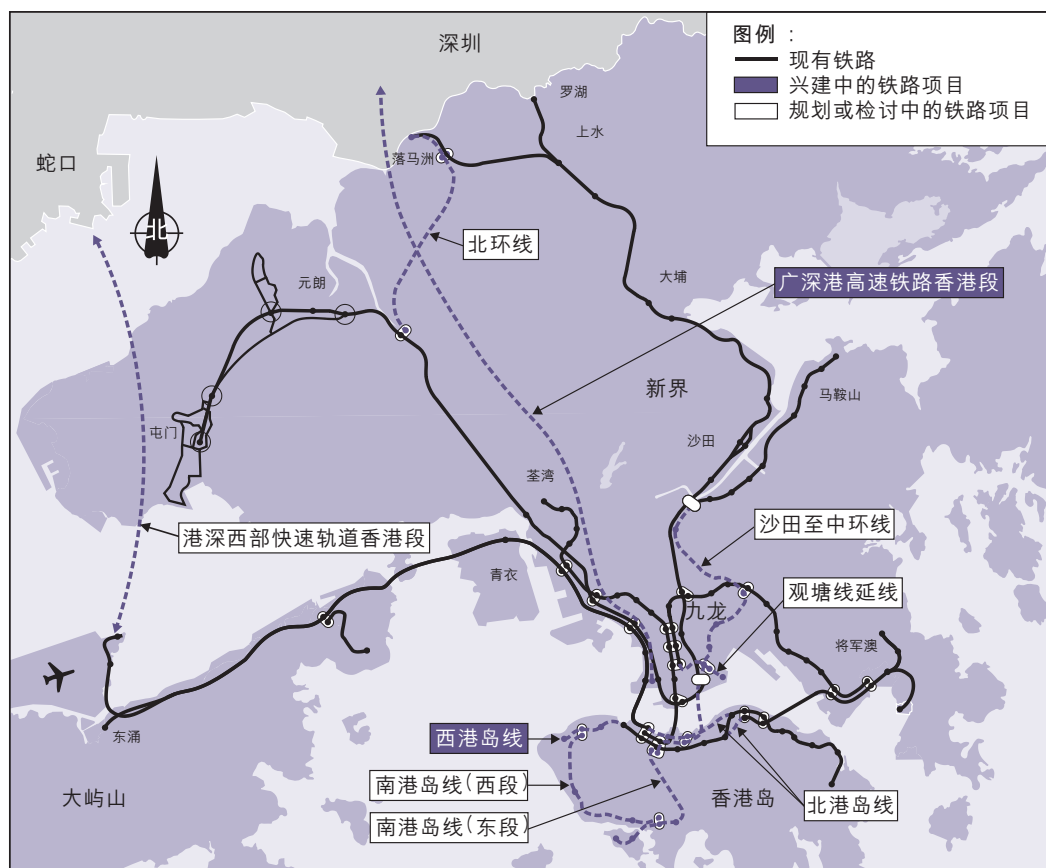 深圳
图例 :
现有铁路
兴建中的铁路项目
规划或检讨中的铁路项目
罗湖
上水
落马洲
蛇口
北
北环线
元朗
大埔
广深港高速铁路香港段
新界
马鞍山
屯门
沙田
荃湾
港深西部快速轨道香港段
沙田至中环线
青衣
观塘线延线
九龙
将军澳
东涌
西港岛线
大屿山
南港岛线(西段)
香港岛
北港岛线
南港岛线(东段)